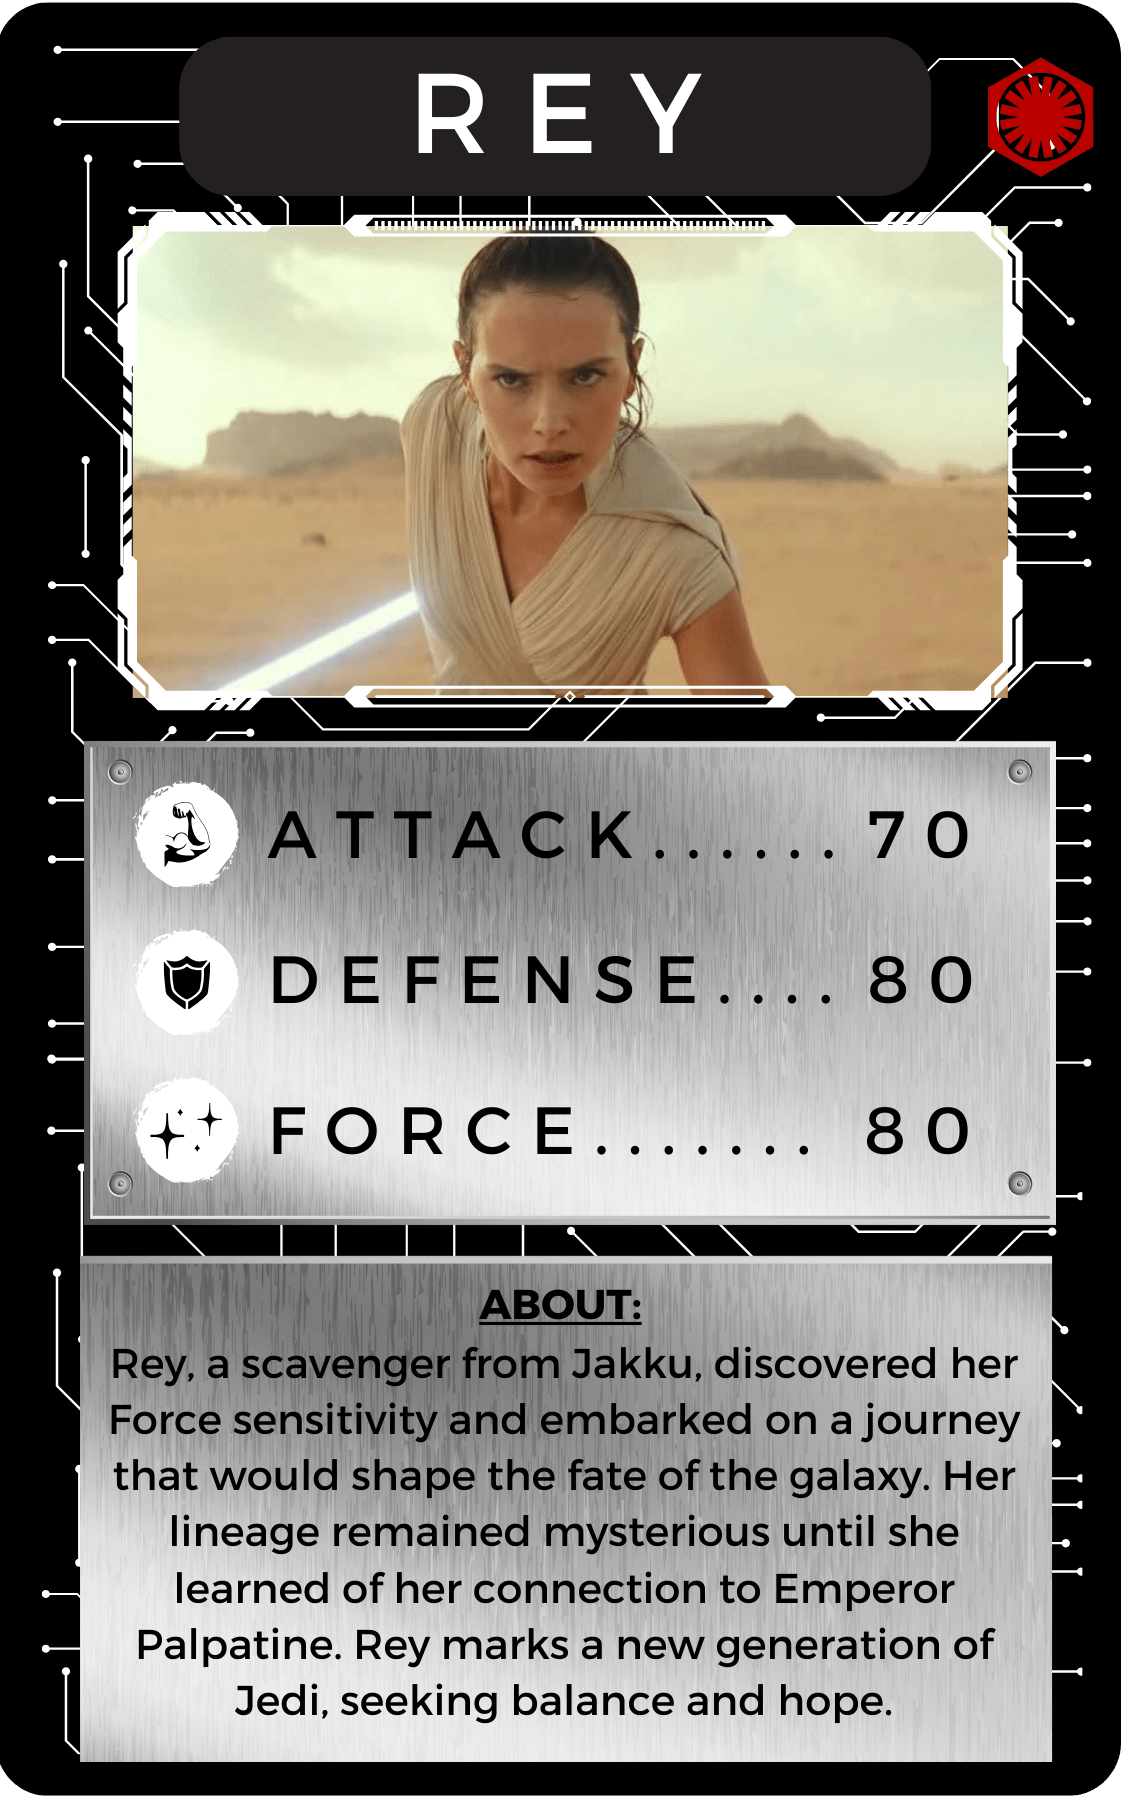 REY
ATTACK...... 70
DEFENSE.... 80
FORCE....... 80
ABOUT:
Rey, a scavenger from Jakku, discovered her
Force sensitivity and embarked on a journey
that would shape the fate of the galaxy. Her
lineage remained mysterious until she
learned of her connection to Emperor
Palpatine. Rey marks a new generation of
Jedi, seeking balance and hope.